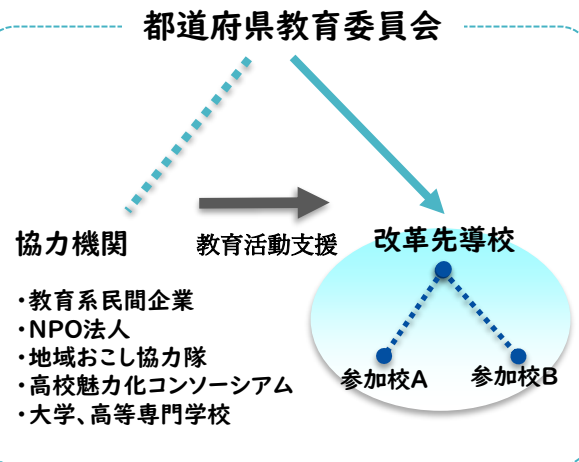 都道府県教育委員会
協力機関
教育活動支援
改革先導校
・教育系民間企業
・NPO法人
・地域おこし協力隊
・高校魅力化コンソーシアム
・大学、高等専門学校
参加校A
参加校B